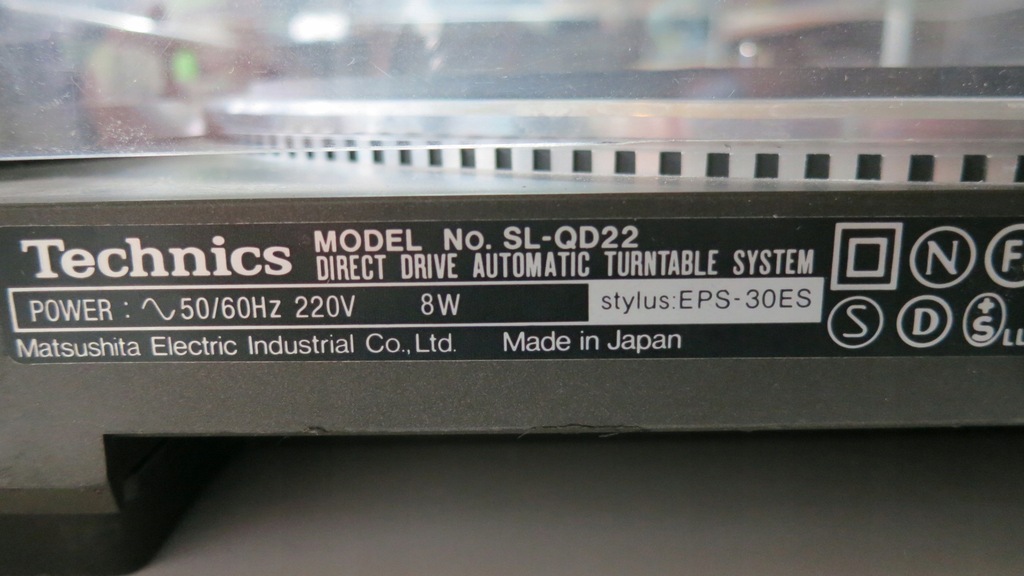 Technics
MODEL No. SL-QD22
DIRECT DRIVE AUTOMATIC TURNTABLE SYSTEM
POWER : ∿50/60Hz 220V 8W
stylus:EPS-30ES
Matsushita Electric Industrial Co.,Ltd. Made in Japan
N F
S D +S